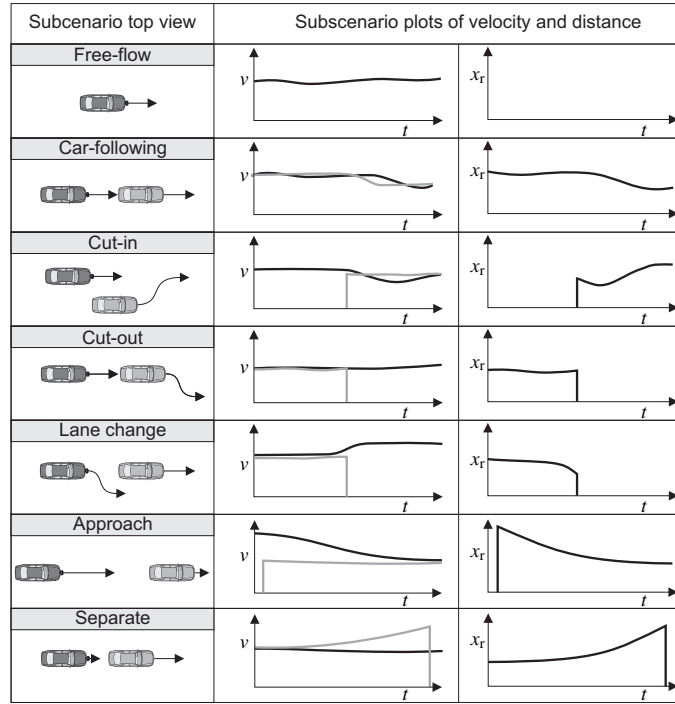 Subscenario top view
Subscenario plots of velocity and distance
Free-flow
v
t
xr
t
Car-following
v
t
xr
t
Cut-in
v
t
xr
t
Cut-out
v
t
xr
t
Lane change
v
t
xr
t
Approach
v
t
xr
t
Separate
v
t
xr
t